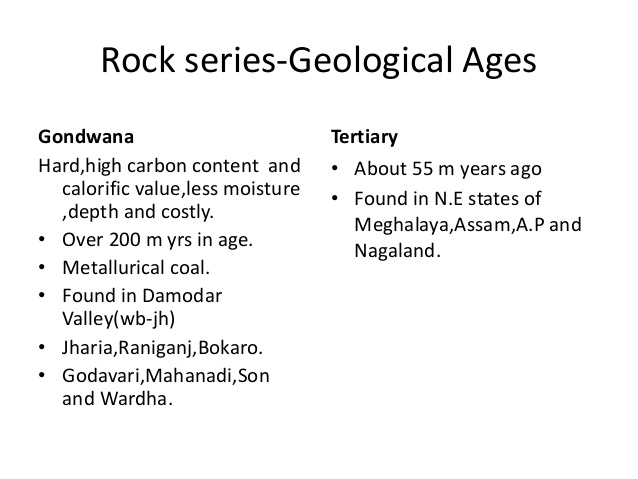 Rock series-Geological Ages
Gondwana
Hard,high carbon content and
calorific value,less moisture
,depth and costly.
• Over 200 m yrs in age.
• Metallurical coal.
• Found in Damodar
Valley(wb-jh)
• Jharia,Raniganj,Bokaro.
• Godavari,Mahanadi,Son
and Wardha.
Tertiary
• About 55 m years ago
• Found in N.E states of
Meghalaya,Assam,A.P and
Nagaland.